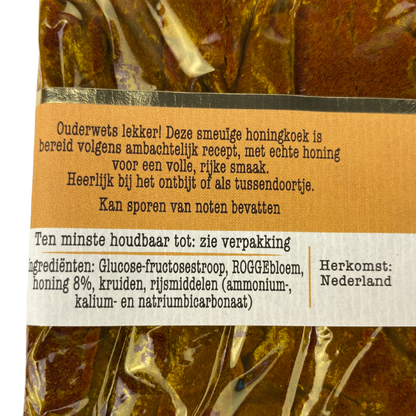 Ouderwets lekker! Deze smeuïge honingkoek is
bereid volgens ambachtelijk recept, met echte honing
voor een volle, rijke smaak.
Heerlijk bij het ontbijt of als tussendoortje.
Kan sporen van noten bevatten
Ten minste houdbaar tot: zie verpakking
ngrediënten: Glucose-fructosestroop, ROGGEbloem,
honing 8%, kruiden, rijsmiddelen (ammonium-,
kalium- en natriumbicarbonaat)
Herkomst:
Nederland